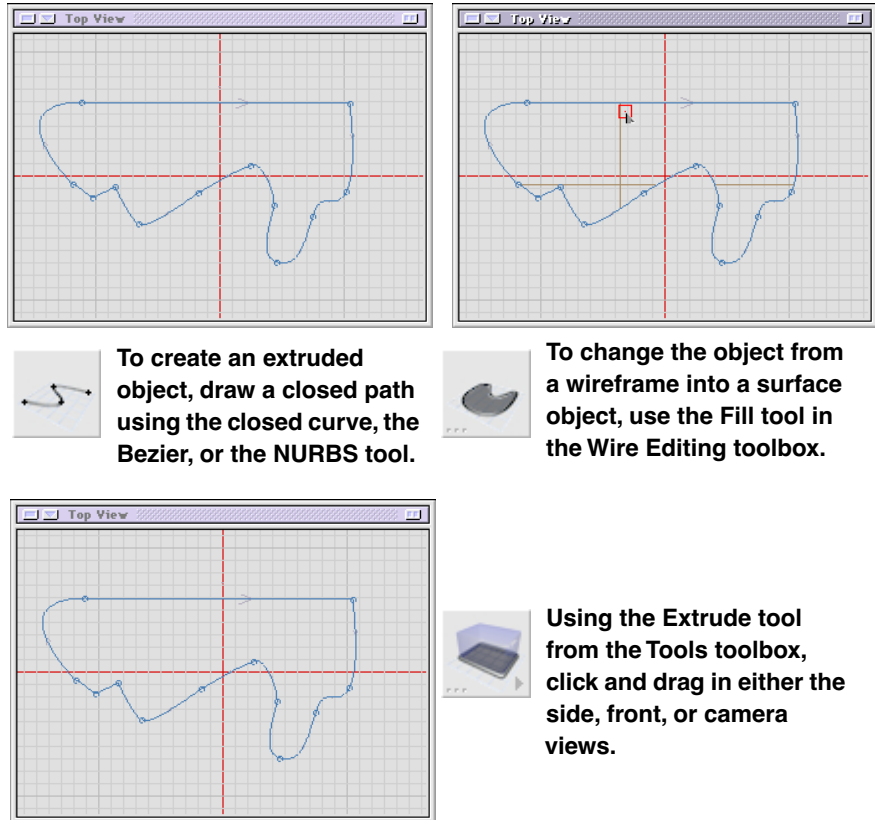 Top View
Top View
To create an extruded
object, draw a closed path
using the closed curve, the
Bezier, or the NURBS tool.
To change the object from
a wireframe into a surface
object, use the Fill tool in
the Wire Editing toolbox.
Top View
Using the Extrude tool
from the Tools toolbox,
click and drag in either the
side, front, or camera
views.